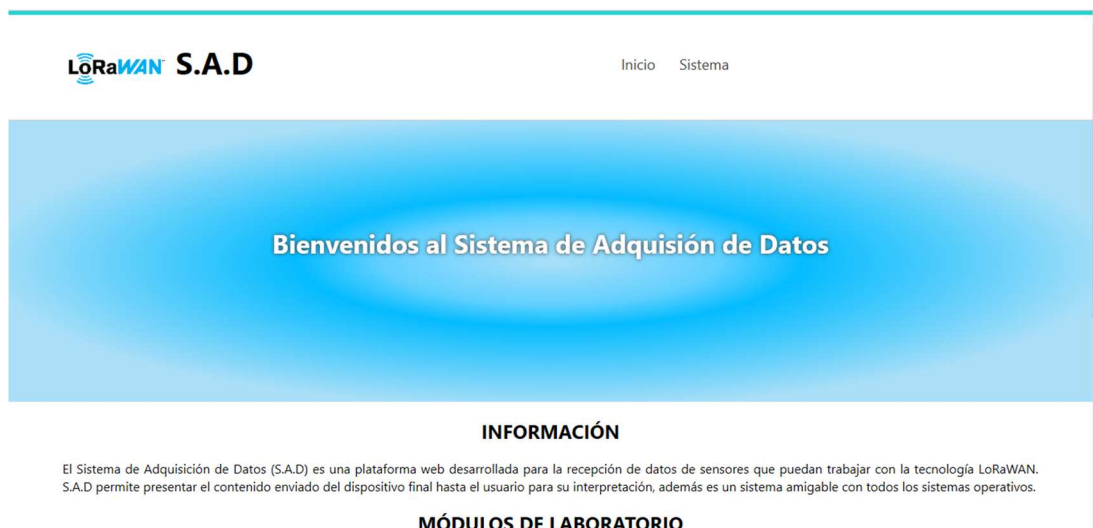 LoRaWAN S.A.D
Inicio Sistema
Bienvenidos al Sistema de Adquisión de Datos
INFORMACIÓN
El Sistema de Adquisición de Datos (S.A.D) es una plataforma web desarrollada para la recepción de datos de sensores que puedan trabajar con la tecnología LoRaWAN.
S.A.D permite presentar el contenido enviado del dispositivo final hasta el usuario para su interpretación, además es un sistema amigable con todos los sistemas operativos.
MÓDULOS DE LABORATORIO